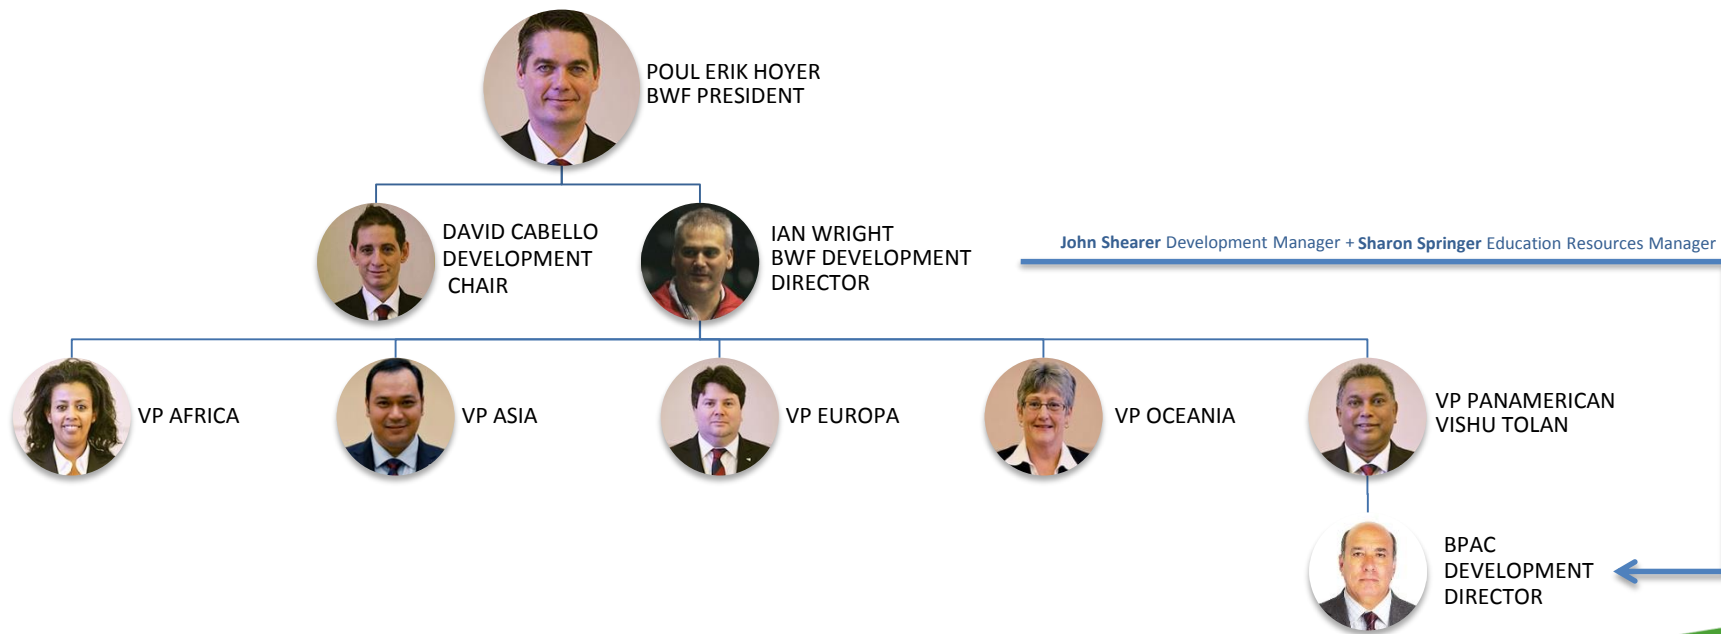 POUL ERIK HOYER
BWF PRESIDENT
DAVID CABELLO
DEVELOPMENT
CHAIR
IAN WRIGHT
BWF DEVELOPMENT
DIRECTOR
John Shearer Development Manager + Sharon Springer Education Resources Manager
VP AFRICA
VP ASIA
VP EUROPA
VP OCEANIA
VP PANAMERICAN
VISHU TOLAN
BPAC
DEVELOPMENT
DIRECTOR